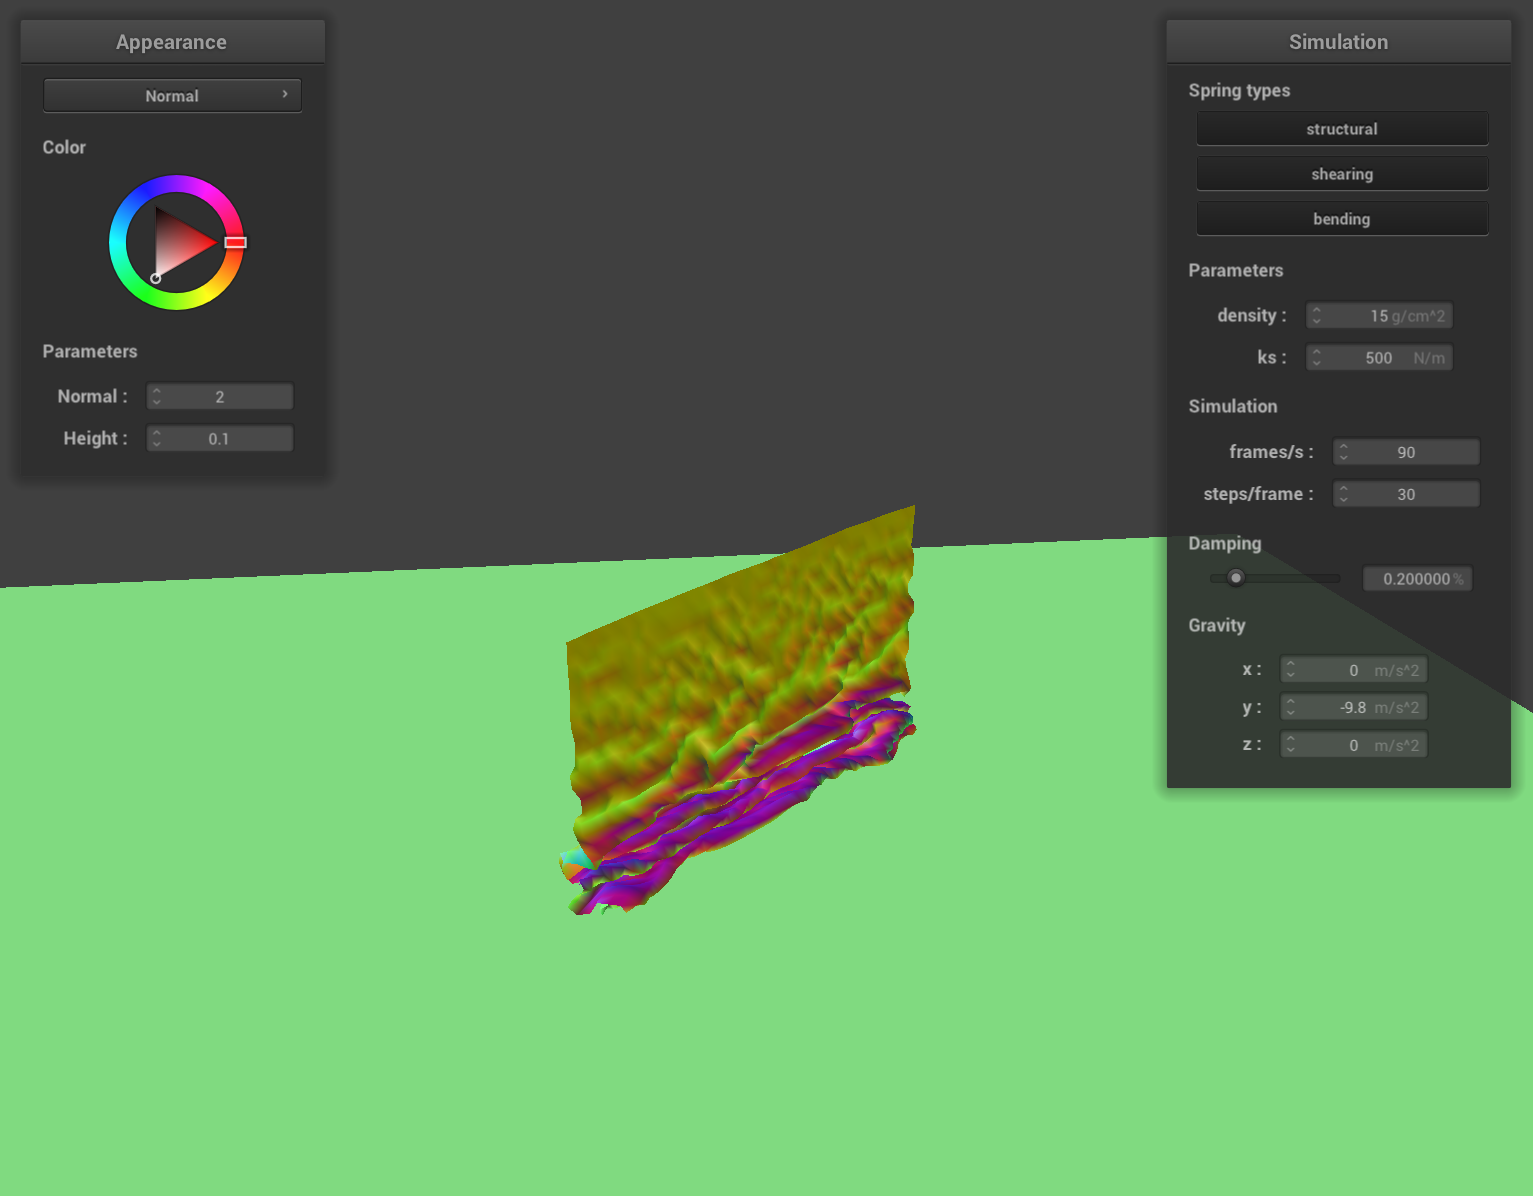 Appearance
Normal
Color
Parameters
Normal : 2
Height : 0.1
Simulation
Spring types
structural
shearing
bending
Parameters
density : 15 g/cm^2
ks : 500 N/m
Simulation
frames/s : 90
steps/frame : 30
Damping
0.200000 %
Gravity
x : 0 m/s^2
y : -9.8 m/s^2
z : 0 m/s^2